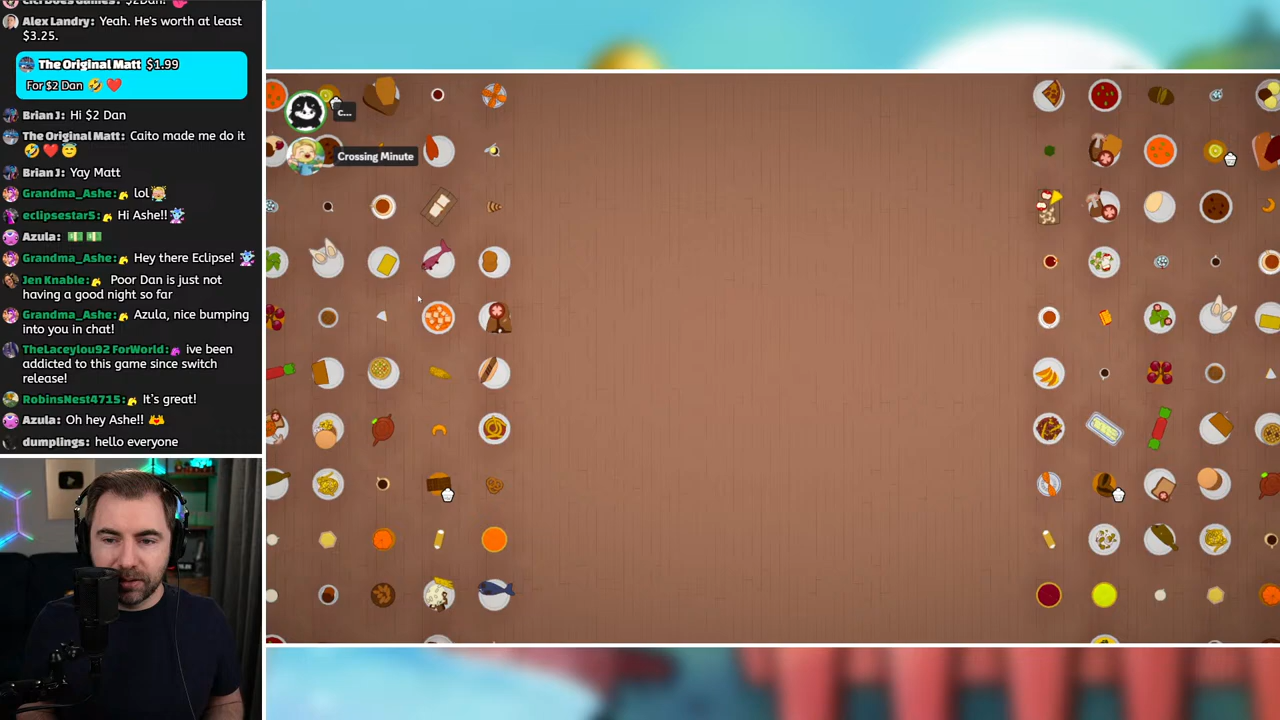 Alex Landry: Yeah. He's worth at least
$3.25.
The Original Matt $1.99
For $2 Dan 🤣 ❤️
Brian J: Hi $2 Dan
The Original Matt: Caito made me do it
🤣❤️😇
Brian J: Yay Matt
Grandma_Ashe: lol
eclipsestar5: Hi Ashe!!
Azula: 💵💵
Grandma_Ashe: Hey there Eclipse!
Jen Knable: Poor Dan is just not
having a good night so far
Grandma_Ashe: Azula, nice bumping
into you in chat!
TheLaceylou92 ForWorld: ive been
addicted to this game since switch
release!
RobinsNest4715: It's great!
Azula: Oh hey Ashe!!
dumplings: hello everyone
c...
Crossing Minute